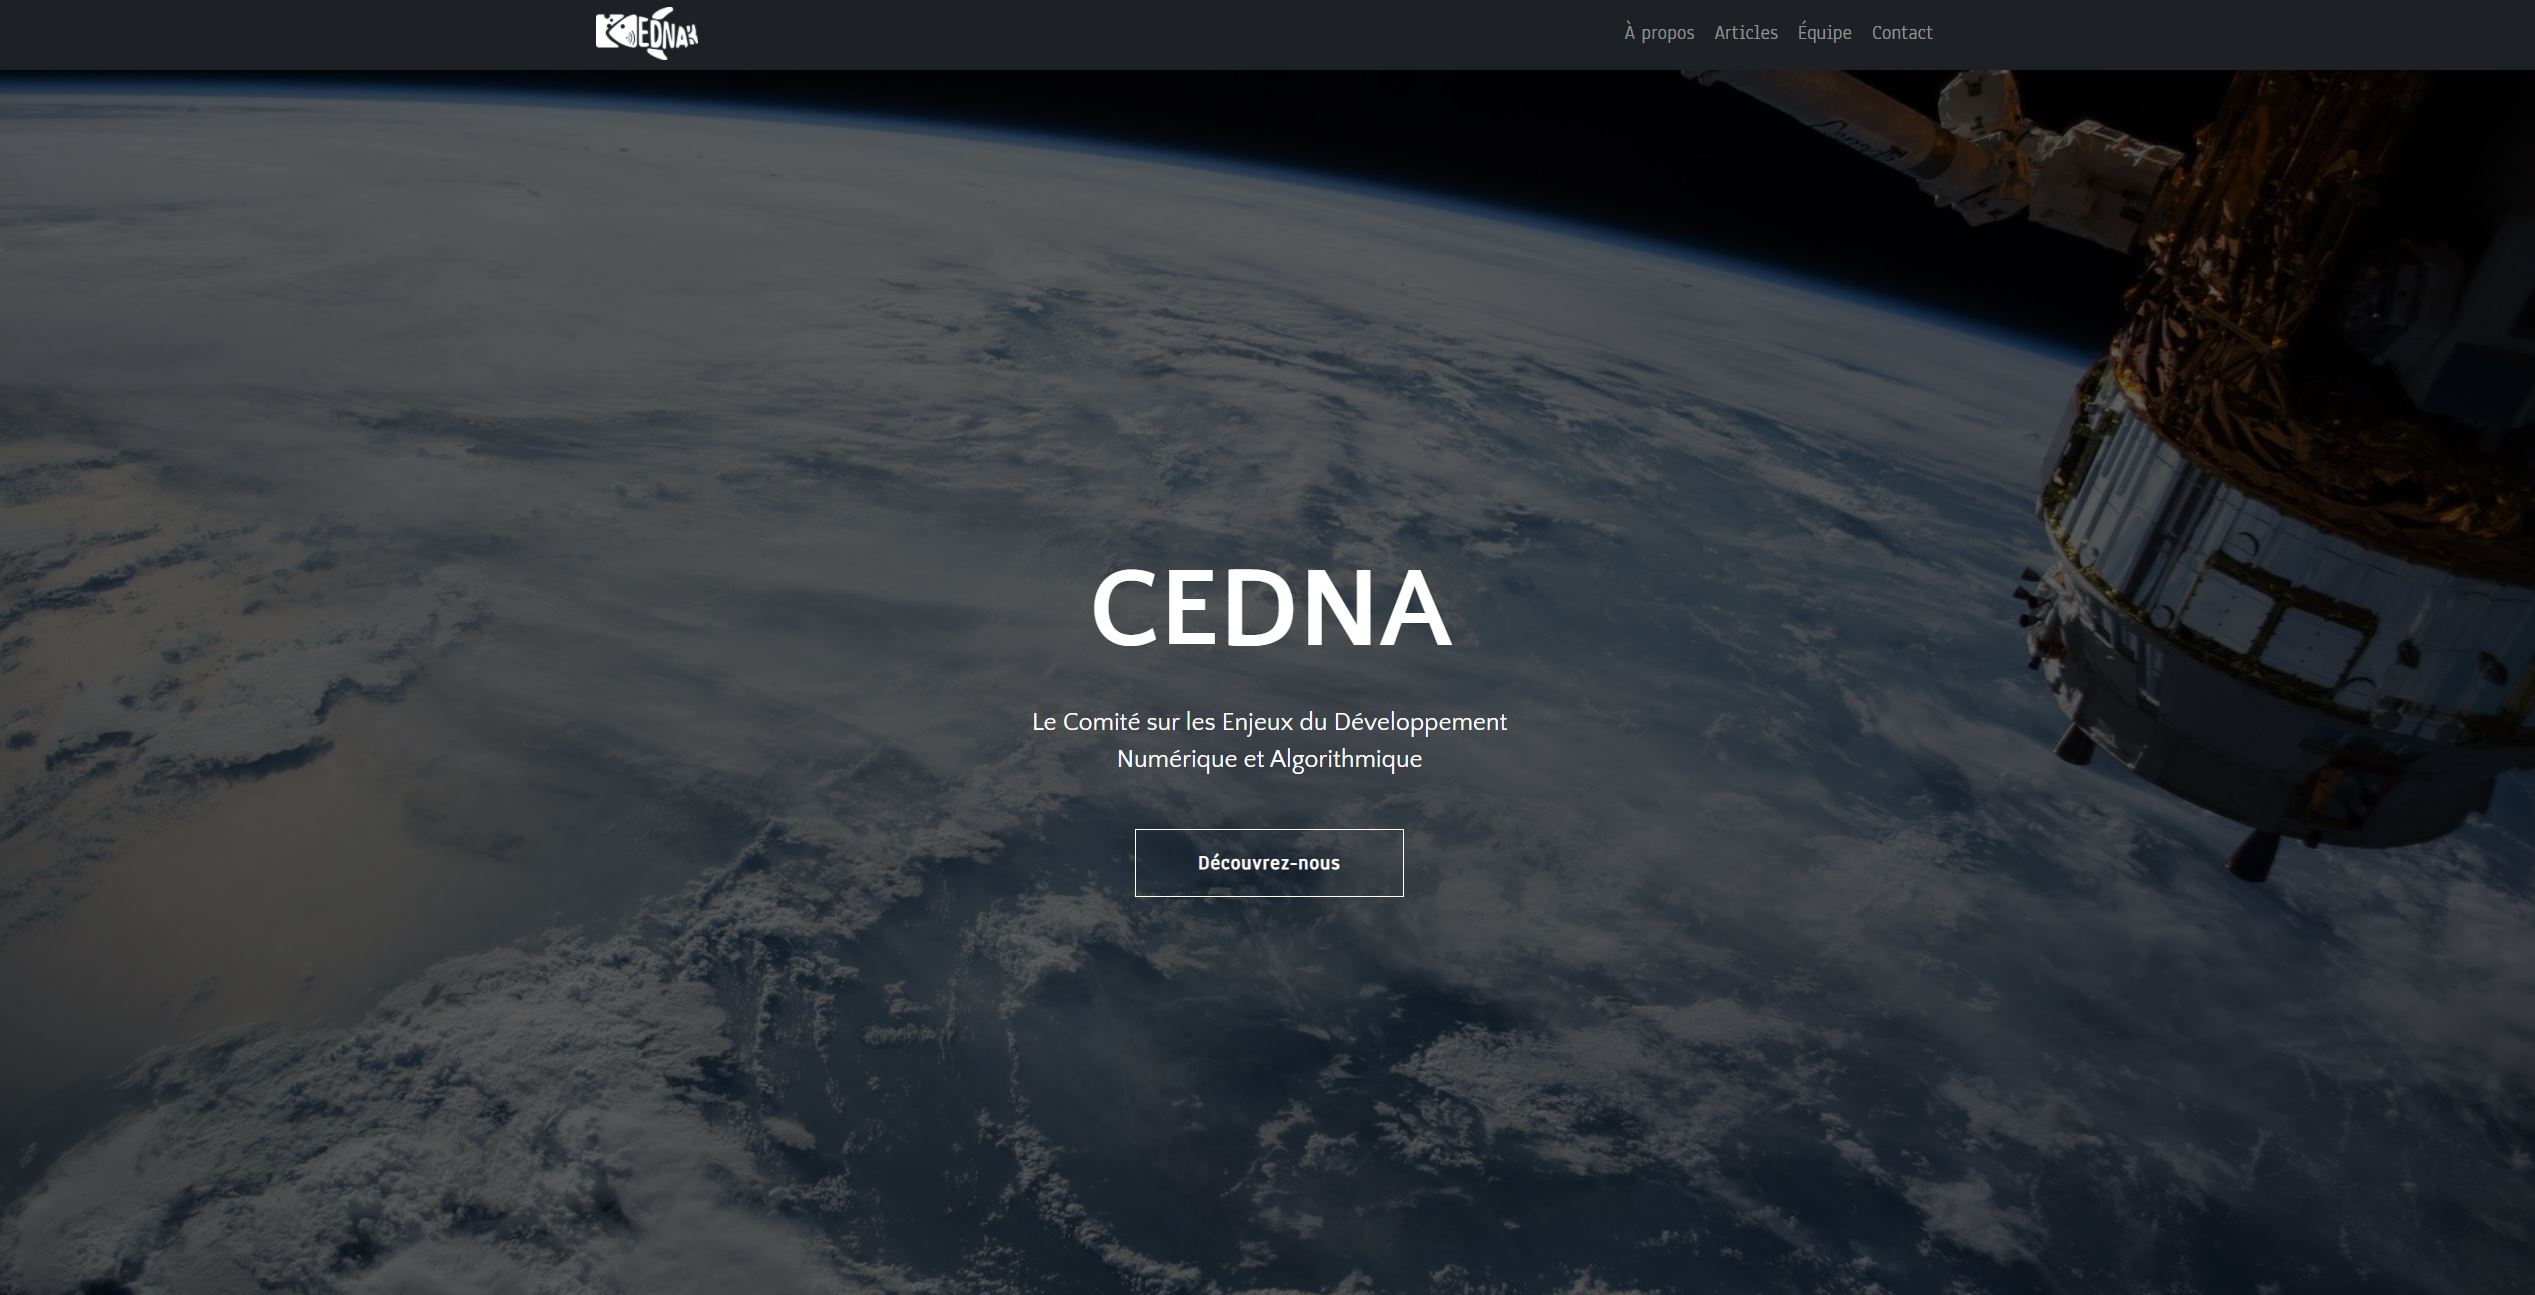 CEDNA
À propos Articles Équipe Contact
CEDNA
Le Comité sur les Enjeux du Développement
Numérique et Algorithmique
Découvrez-nous